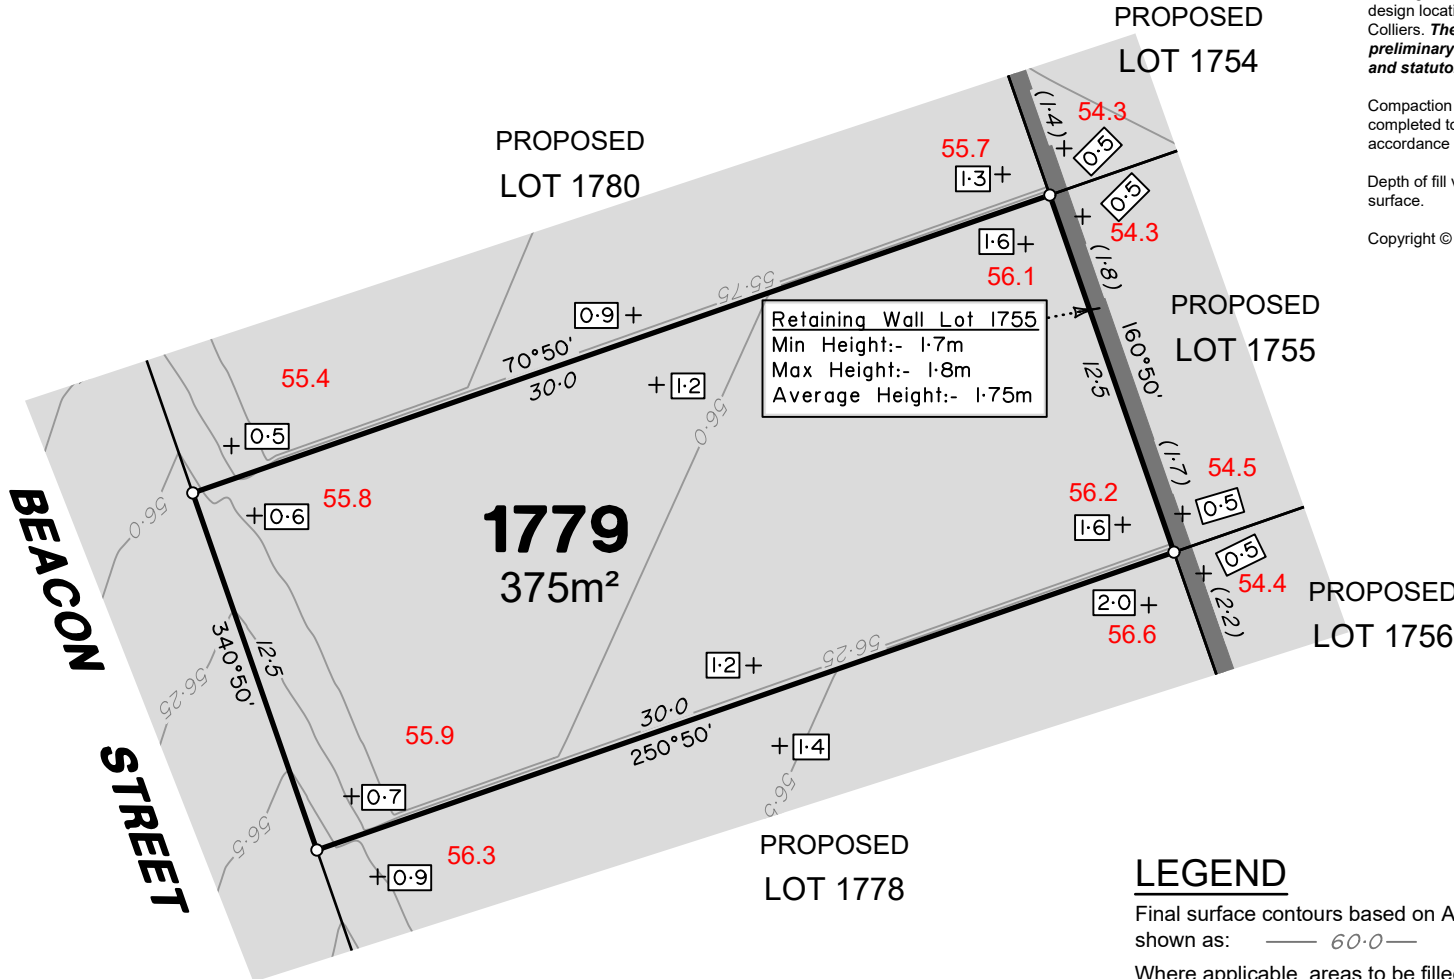 design locati
Colliers. The
preliminary
and statuto
Compaction
completed to
accordance
Depth of fill v
surface.
Copyright ©
PROPOSED
LOT 1754
(1·4)
54.3
0·5
PROPOSED
LOT 1780
55.7
1·3
0·5
54.3
1·6
56.1
(1·8)
55·75
0·9
Retaining Wall Lot 1755
Min Height:- 1·7m
Max Height:- 1·8m
Average Height:- 1·75m
A
PROPOSED
LOT 1755
160°50'
12·5
70°50'
30·0
1·2
55.4
0·5
56·0
(1·7)
54.5
0·5
56.2
1·6
55.8
0·6
56·0
1779
375m²
0·5
54.4
(2·2)
PROPOSED
LOT 1756
2·0
56.6
BEACON
STREET
340°50'
12·5
56·25
56·25
1·2
30·0
250°50'
55.9
0·7
1·4
56·5
56·5
56.3
0·9
PROPOSED
LOT 1778
LEGEND
Final surface contours based on A
shown as: 60·0
Where applicable, areas to be filled